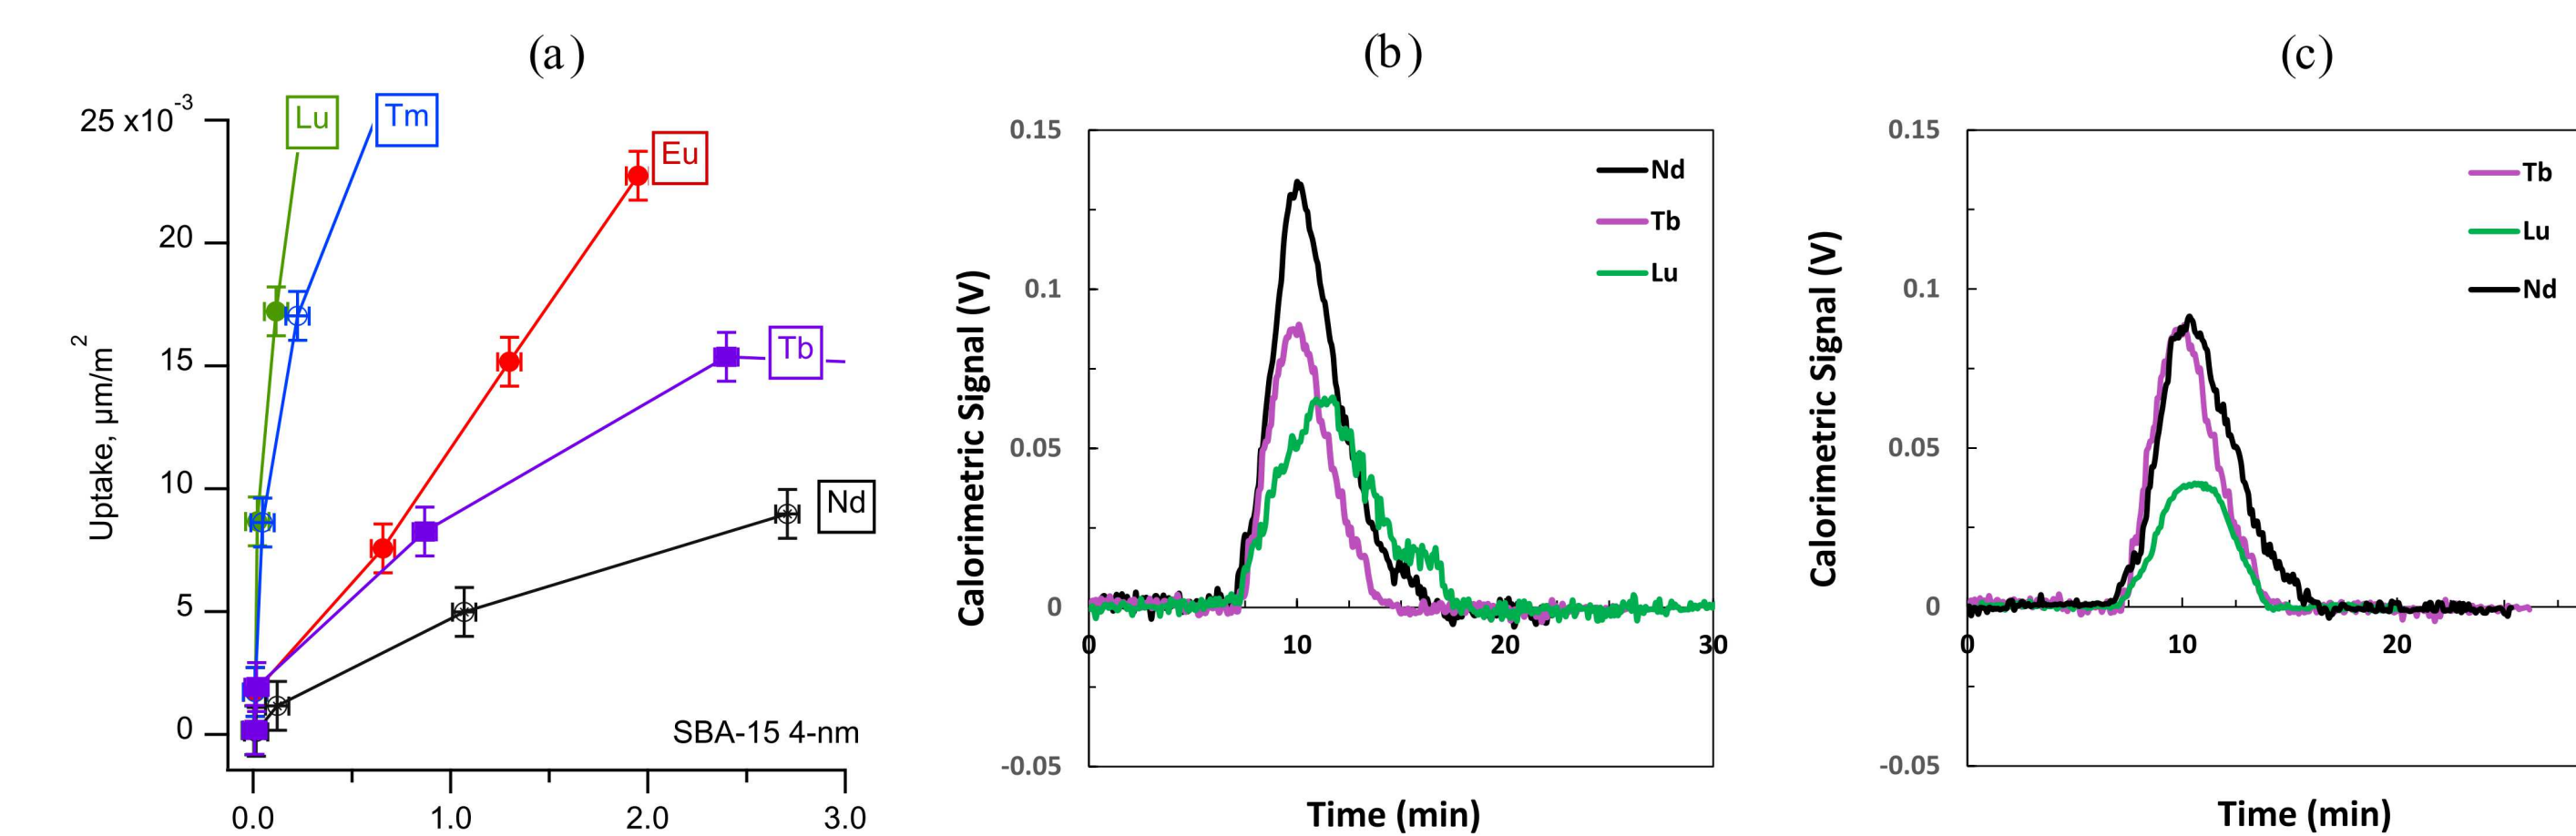 (a)
25 x10-3
20
15
10
5
0
Uptake, µm/m2
Lu
Tm
Eu
Tb
Nd
SBA-15 4-nm
0.0 1.0 2.0 3.0
(b)
0.15
0.1
0.05
0
-0.05
Calorimetric Signal (V)
Nd
Tb
Lu
0 10 20 30
Time (min)
(c)
0.15
0.1
0.05
0
-0.05
Calorimetric Signal (V)
Tb
Lu
Nd
0 10 20
Time (min)